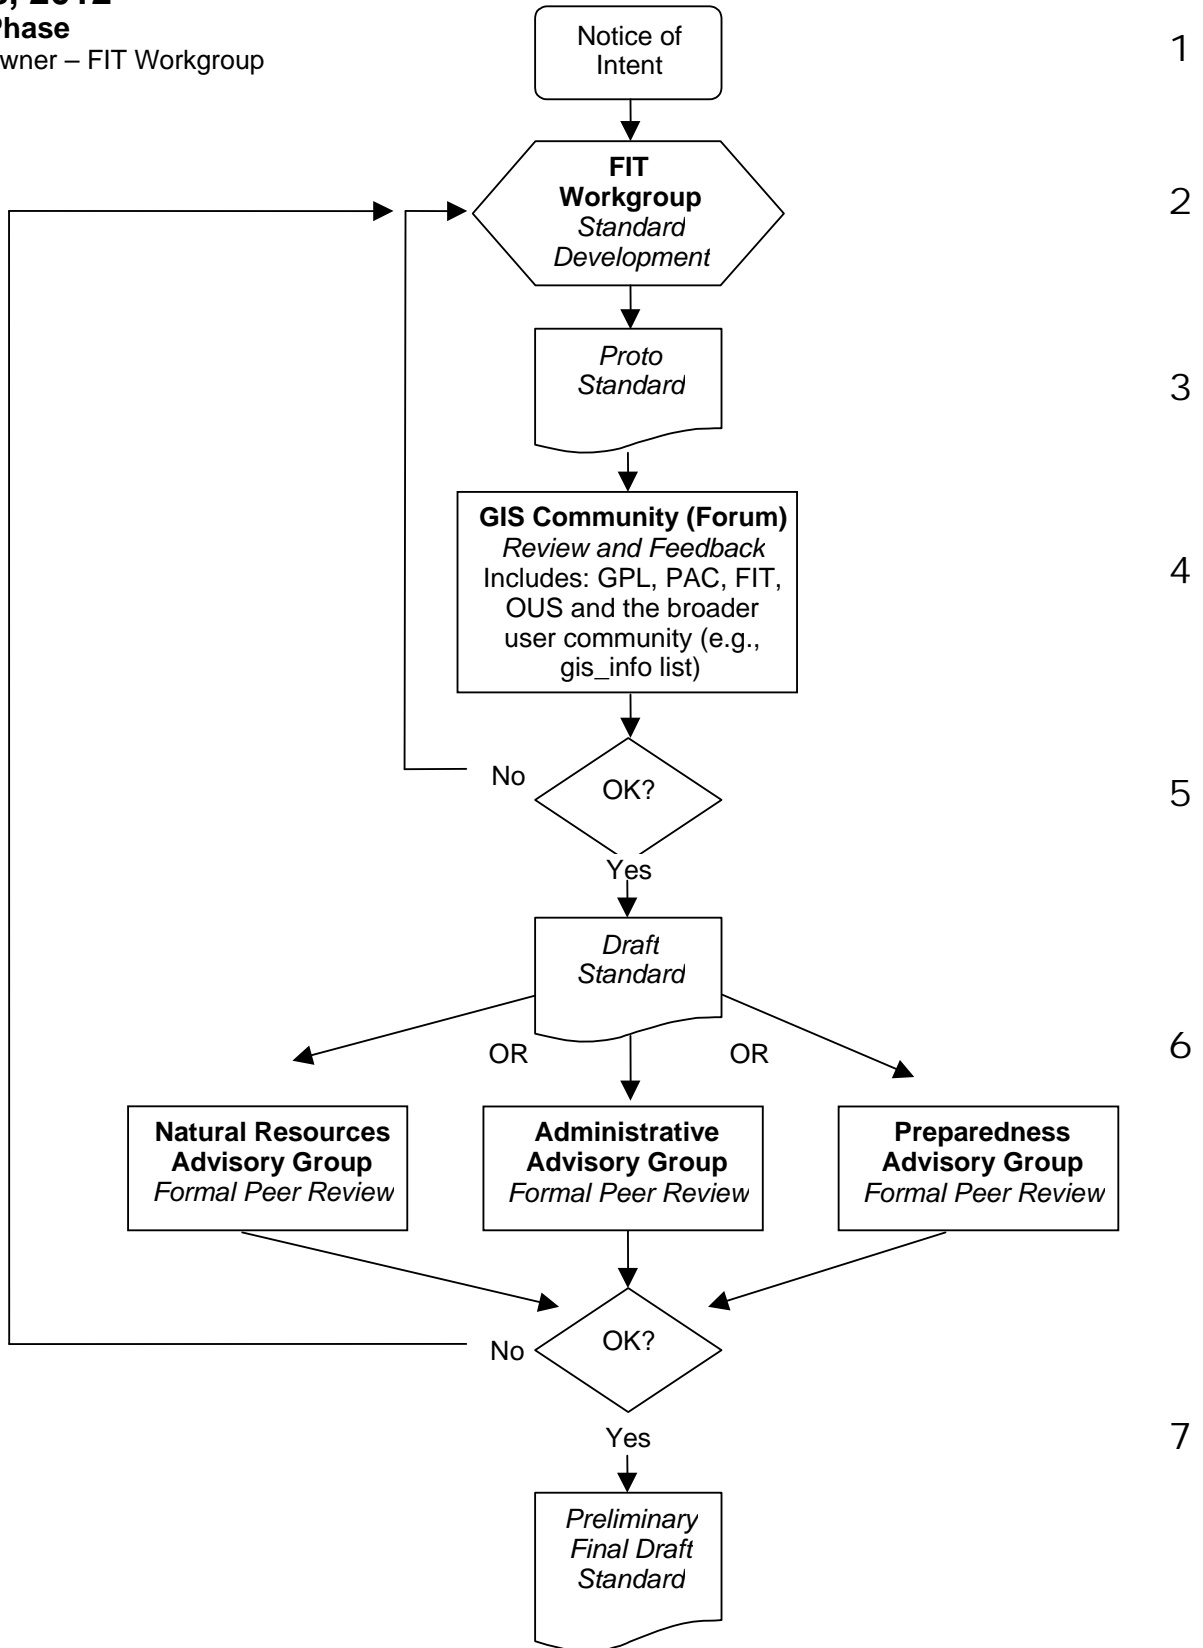 2012
Phase
wner – FIT Workgroup
Notice of
Intent
1
FIT
Workgroup
Standard
Development
2
Proto
Standard
3
GIS Community (Forum)
Review and Feedback
Includes: GPL, PAC, FIT,
OUS and the broader
user community (e.g.,
gis_info list)
4
No
OK?
5
Yes
Draft
Standard
OR
OR
6
Natural Resources
Advisory Group
Formal Peer Review
Administrative
Advisory Group
Formal Peer Review
Preparedness
Advisory Group
Formal Peer Review
No
OK?
Yes
7
Preliminary
Final Draft
Standard